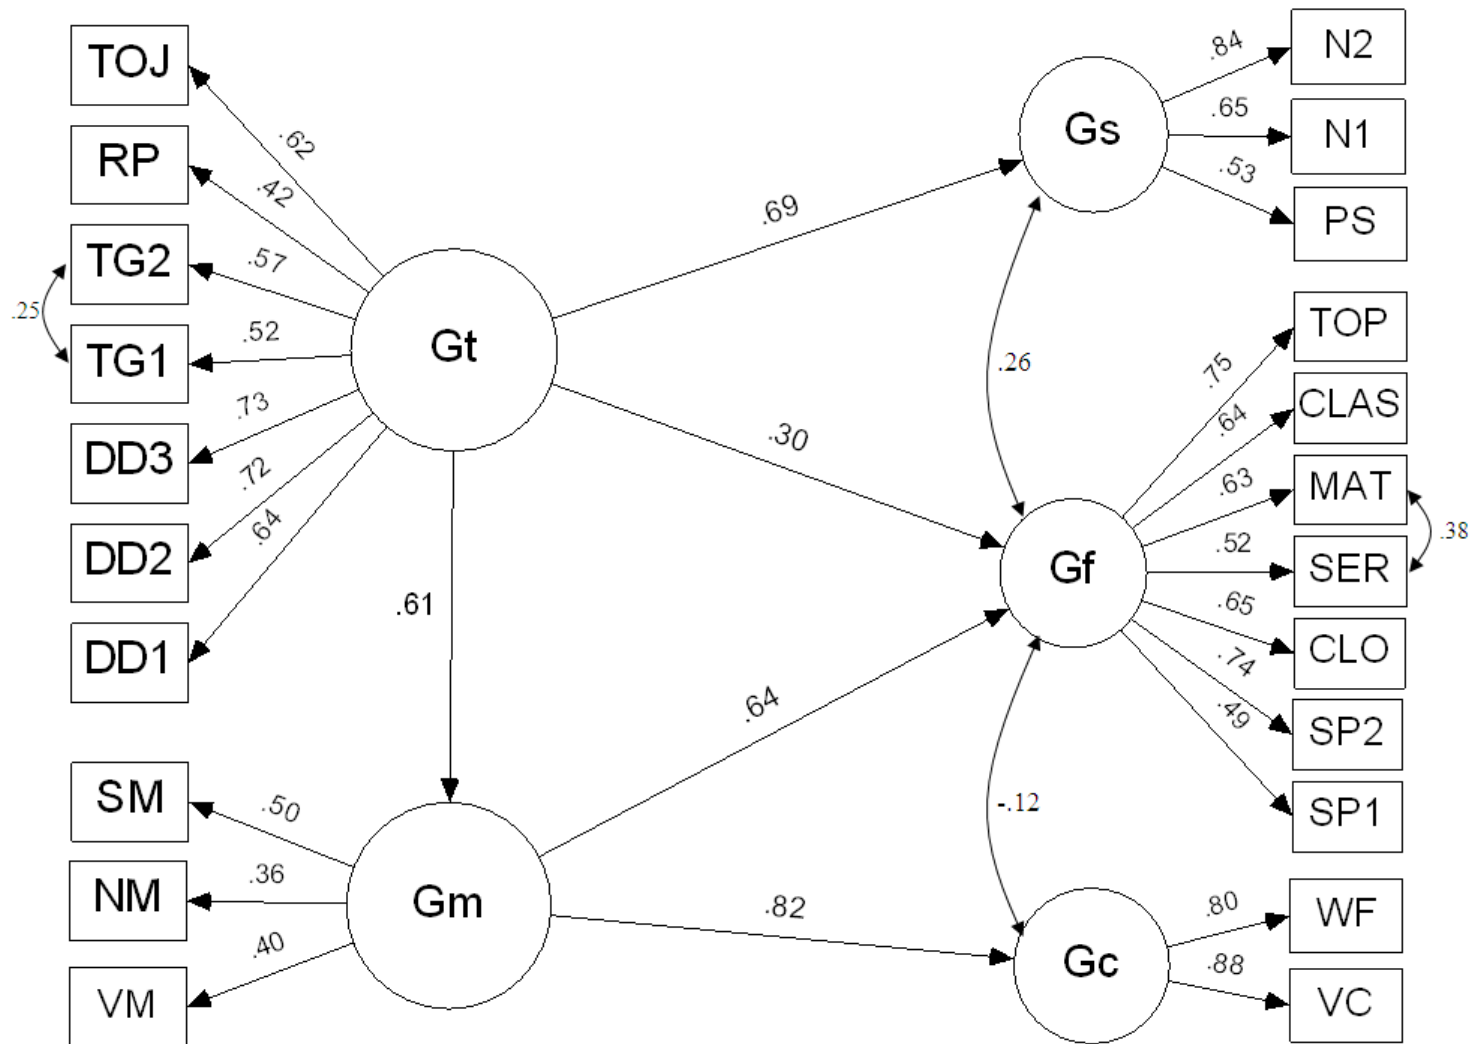 TOJ
RP
TG2
TG1
DD3
DD2
DD1
.25
.62
.42
.57
.52
.73
.72
.64
Gt
.69
.30
.61
SM
NM
VM
.50
.36
.40
Gm
.64
.82
Gs
.84
.65
.53
N2
N1
PS
.26
Gf
.75
.64
.63
.52
.65
.74
.49
TOP
CLAS
MAT
SER
CLO
SP2
SP1
.38
-.12
Gc
.80
.88
WF
VC